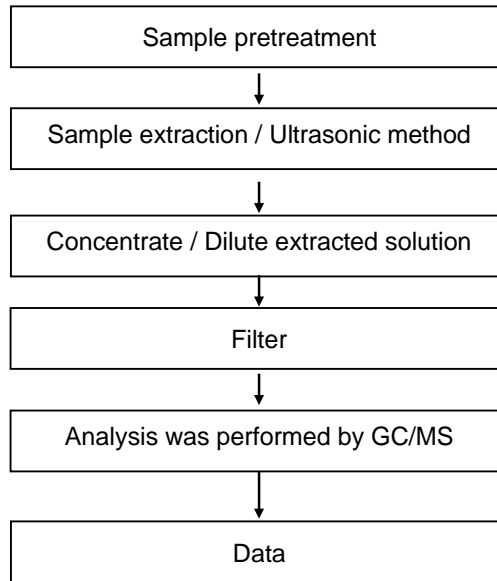 Sample pretreatment
Sample extraction / Ultrasonic method
Concentrate / Dilute extracted solution
Filter
Analysis was performed by GC/MS
Data